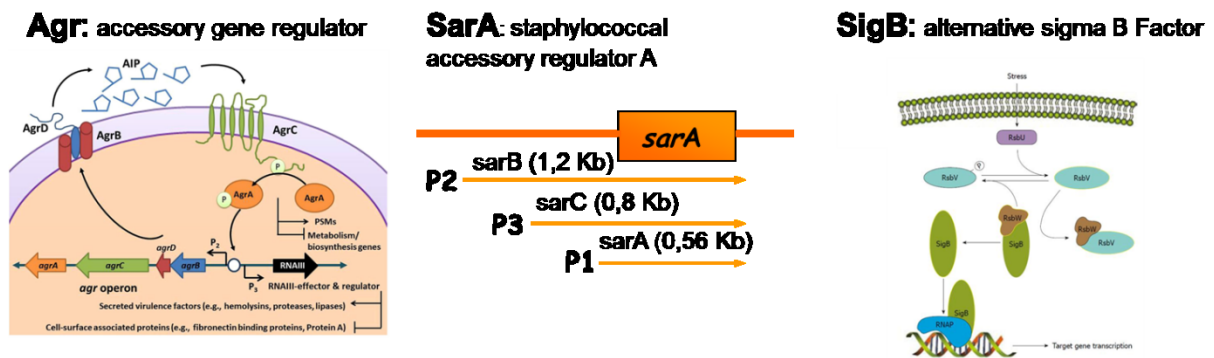 Agr: accessory gene regulator
AIP
AgrD
AgrB
AgrC
P
P
AgrA
AgrA
PSMs
Metabolism/
biosynthesis genes
P2
agrD
agrA
agrC
agrB
RNAIII
P3
RNAIII-effector & regulator
agr operon
Secreted virulence factors (e.g., hemolysins, proteases, lipases)
Cell-surface associated proteins (e.g., fibronectin binding proteins, Protein A)
SarA: staphylococcal
accessory regulator A
sarA
sarB (1,2 Kb)
P2
sarC (0,8 Kb)
P3
sarA (0,56 Kb)
P1
SigB: alternative sigma B Factor
Stress
RsbU
RsbV
RsbV
RsbW
SigB
SigB
RsbW
RsbV
SigB
RNAP
Target gene transcription